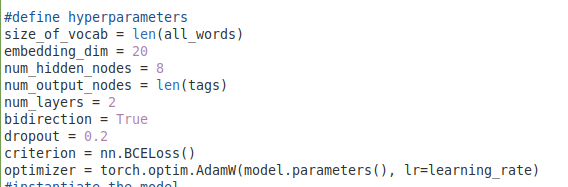 #define hyperparameters
size_of_vocab = len(all_words)
embedding_dim = 20
num_hidden_nodes = 8
num_output_nodes = len(tags)
num_layers = 2
bidirection = True
dropout = 0.2
criterion = nn.BCELoss()
optimizer = torch.optim.AdamW(model.parameters(), lr=learning_rate)
#instantiate the model